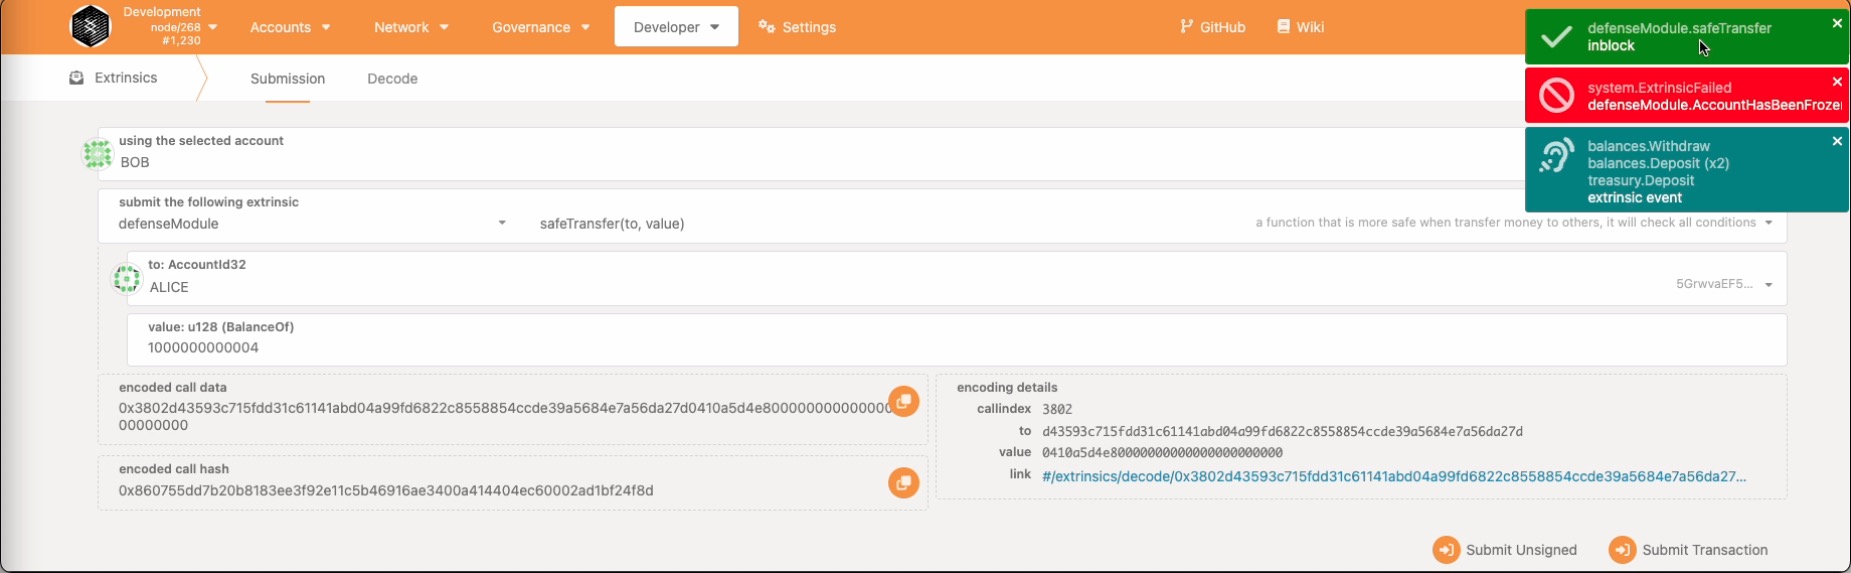 Development
node/268
#1,230
Accounts
Network
Governance
Developer
Settings
GitHub
Wiki
defenseModule.safeTransfer
inblock
system.ExtrinsicFailed
defenseModule.AccountHasBeenFrozen
balances.Withdraw
balances.Deposit (x2)
treasury.Deposit
extrinsic event
Extrinsics
Submission
Decode
using the selected account
BOB
submit the following extrinsic
defenseModule
safeTransfer(to, value)
a function that is more safe when transfer money to others, it will check all conditions
to: AccountId32
ALICE
5GrwvaEF5...
value: u128 (BalanceOf)
1000000000004
encoded call data
0x3802d43593c715fdd31c61141abd04a99fd6822c8558854ccde39a5684e7a56da27d0410a5d4e800000000000000
00000000
encoded call hash
0x860755dd7b20b8183ee3f92e11c5b46916ae3400a414404ec60002ad1bf24f8d
encoding details
callindex 3802
to d43593c715fdd31c61141abd04a99fd6822c8558854ccde39a5684e7a56da27d
value 0410a5d4e80000000000000000000000
link #/extrinsics/decode/0x3802d43593c715fdd31c61141abd04a99fd6822c8558854ccde39a5684e7a56da27...
Submit Unsigned
Submit Transaction